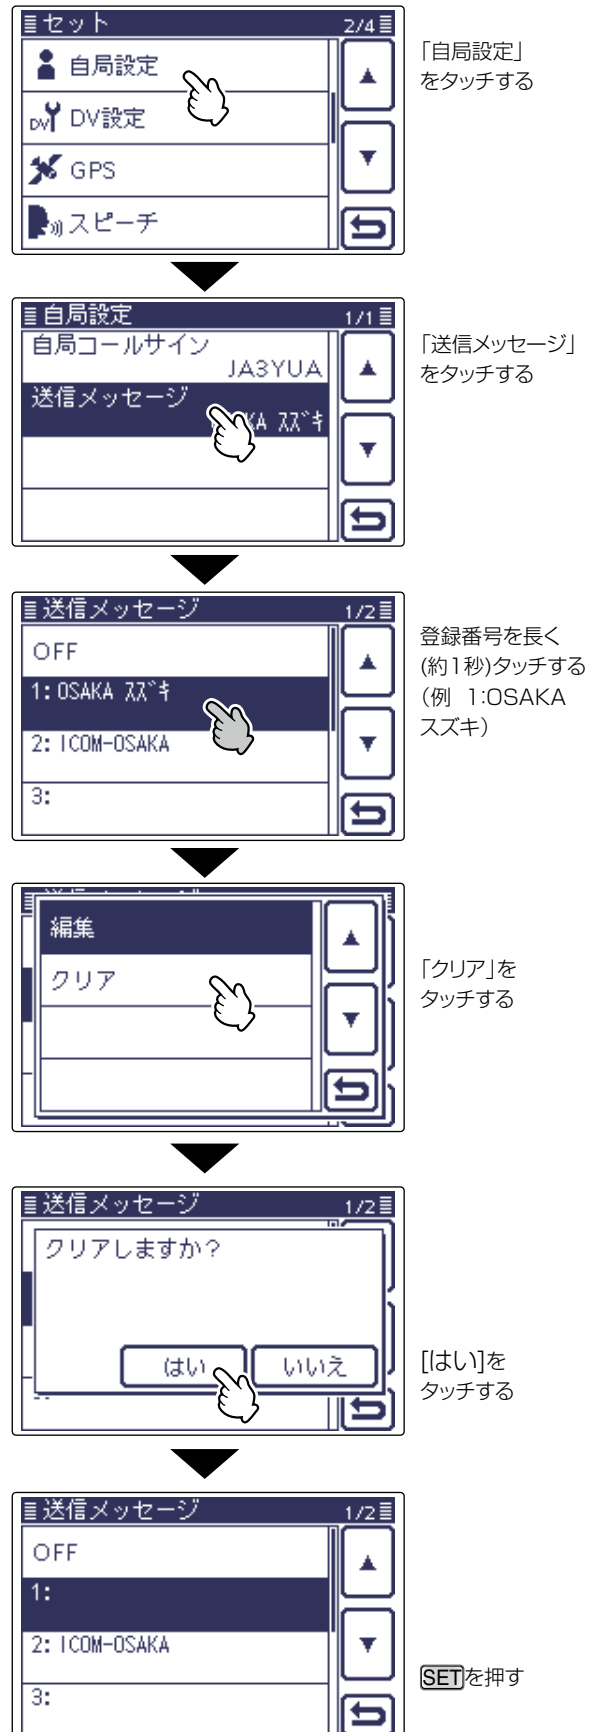 セット 2/4
自局設定
DV DV設定
GPS
スピーチ
「自局設定」
をタッチする
自局設定 1/1
自局コールサイン
JA3YUA
送信メッセージ
KA ｽｽﾞｷ
「送信メッセージ」
をタッチする
送信メッセージ 1/2
OFF
1: OSAKA ｽｽﾞｷ
2: ICOM-OSAKA
3:
登録番号を長く
(約1秒)タッチする
(例 1:OSAKA
スズキ)
編集
クリア
「クリア」を
タッチする
送信メッセージ 1/2
クリアしますか?
はい いいえ
[はい]を
タッチする
送信メッセージ 1/2
OFF
1:
2: ICOM-OSAKA
3:
SETを押す